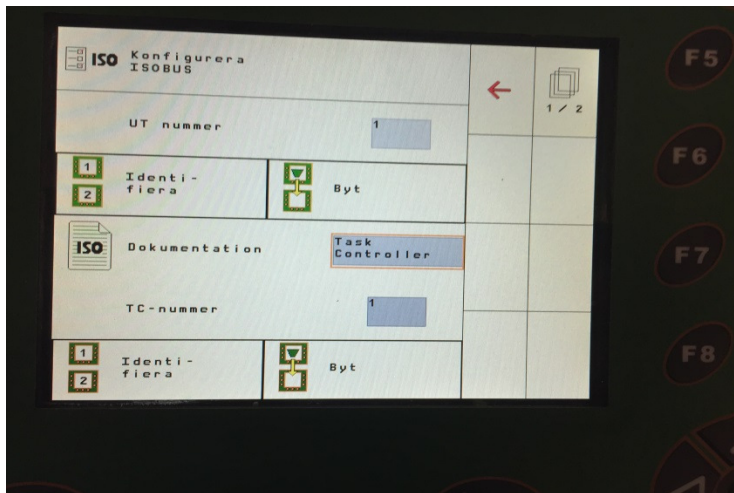 ISO Konfigurera
ISOBUS
1 / 2
UT nummer
1
1
2
Identi-
fiera
Byt
ISO
Dokumentation
Task
Controller
TC-nummer
1
1
2
Identi-
fiera
Byt
F5
F6
F7
F8